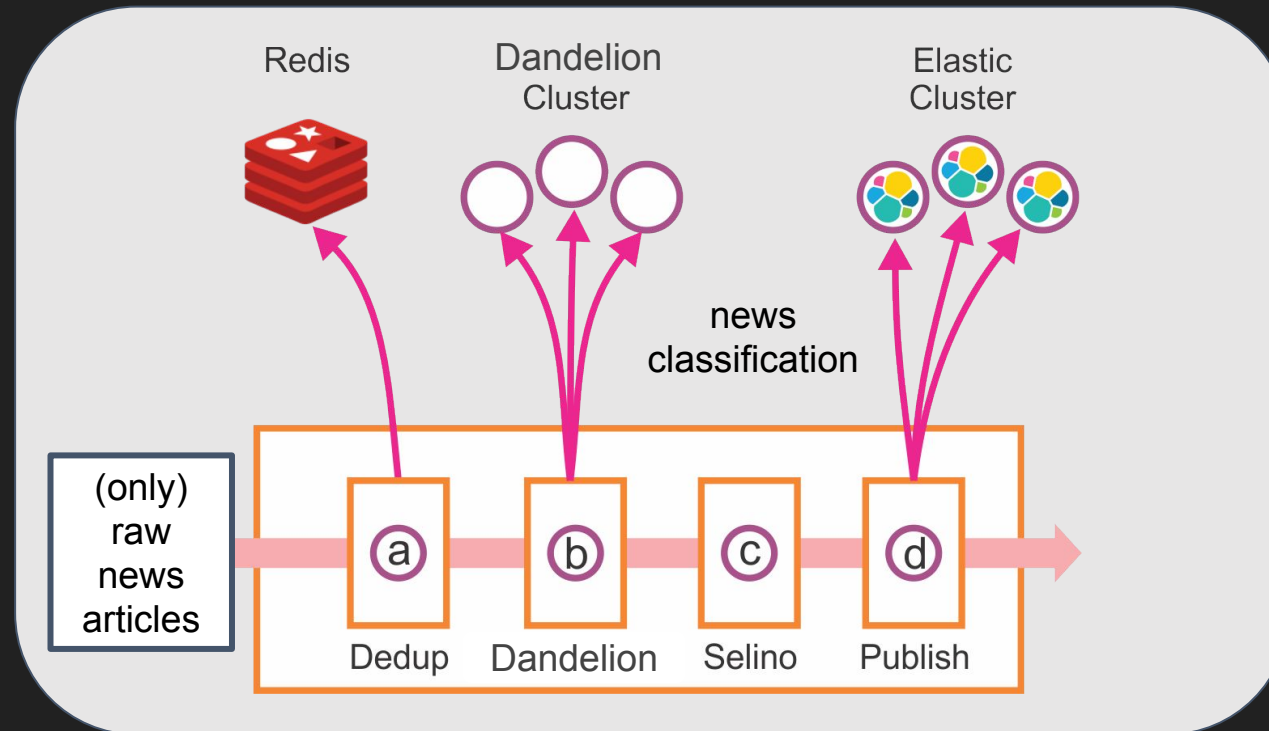 Redis
Dandelion
Cluster
Elastic
Cluster
news
classification
(only)
raw
news
articles
a
b
c
d
Dedup
Dandelion
Selino
Publish